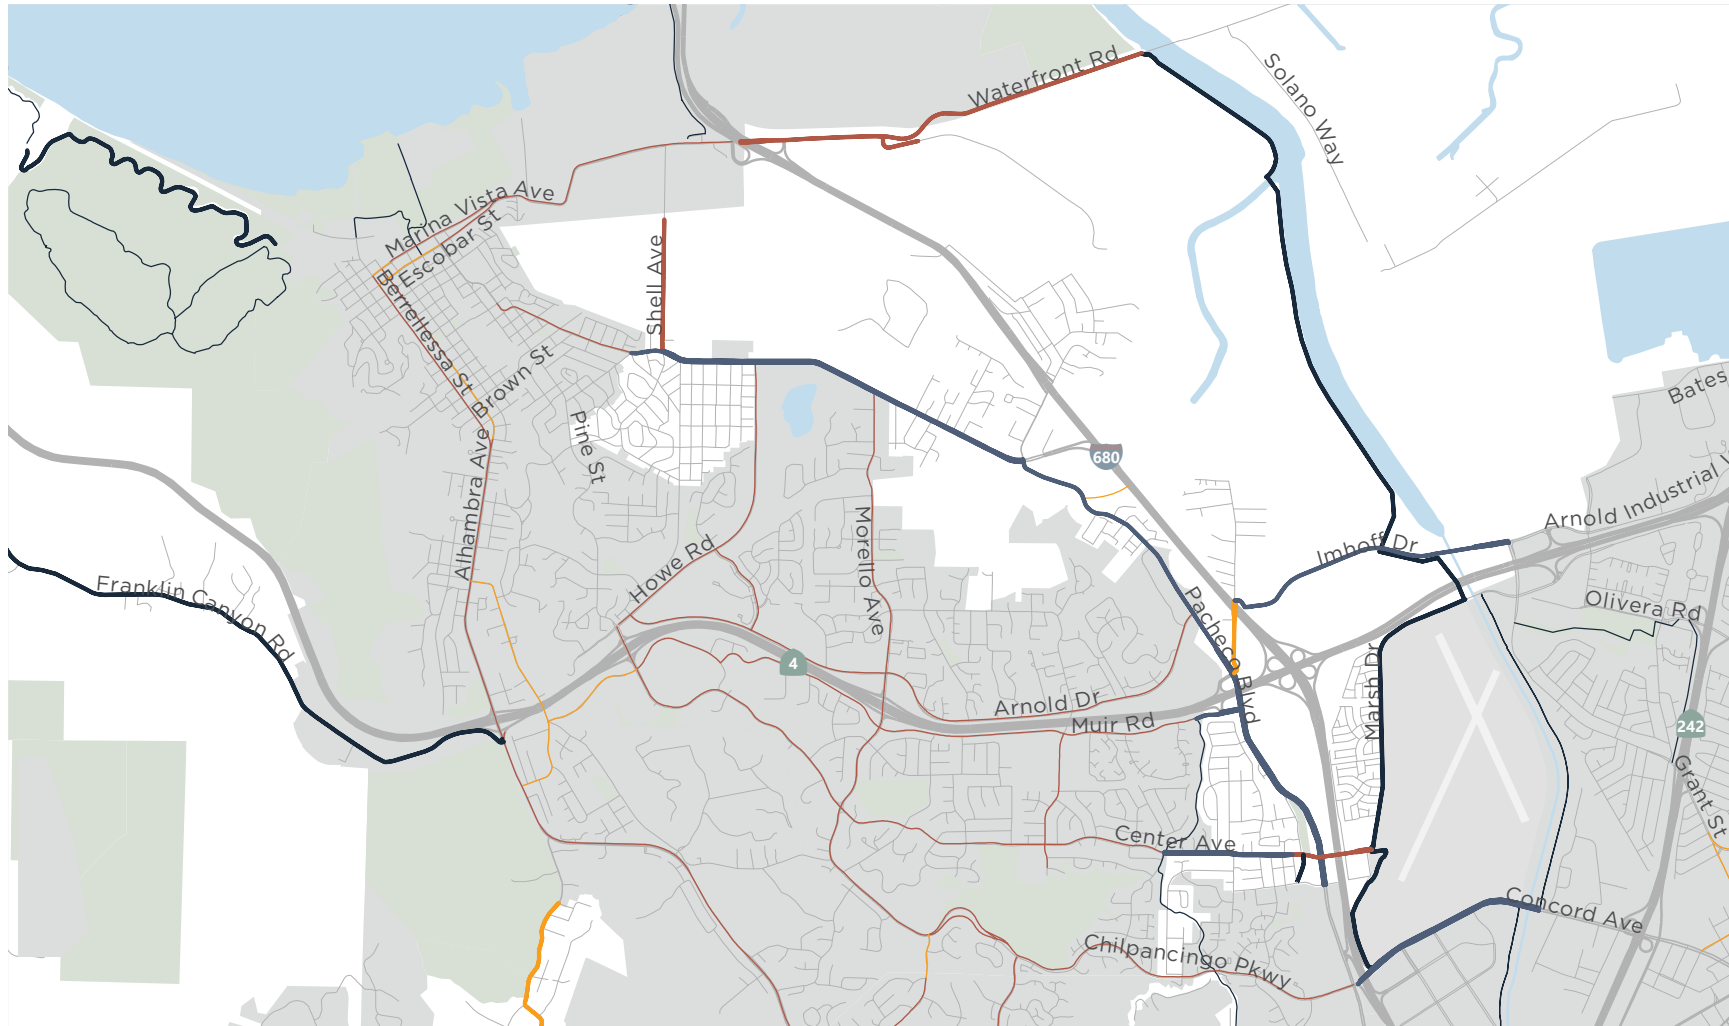 Waterfront Rd
Solano Way
Marina Vista Ave
Escobar St
Shell Ave
Berrellessa St
Brown St
Bates
Pine St
Alhambra Ave
680
Arnold Industrial
Morello Ave
Howe Rd
Imhoff Dr
Franklin Canyon Rd
Pacheco Blvd
Olivera Rd
4
Marsh Dr
Arnold Dr
Muir Rd
242
Grant St
Center Ave
Concord Ave
Chilpancingo Pkwy